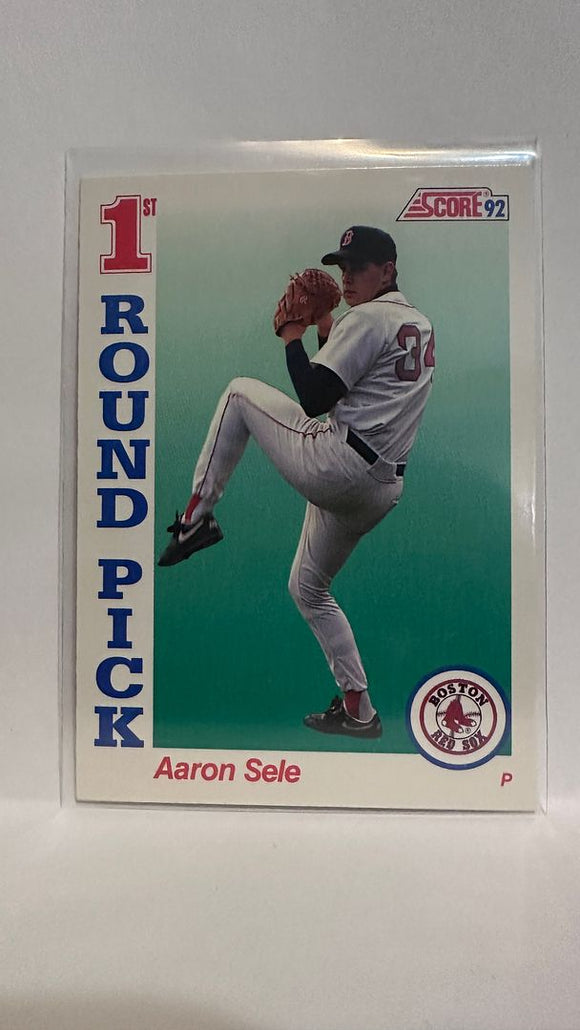 1ST
ROUND PICK
SCORE® 92
B
34
BOSTON
RED SOX
®
Aaron Sele
P